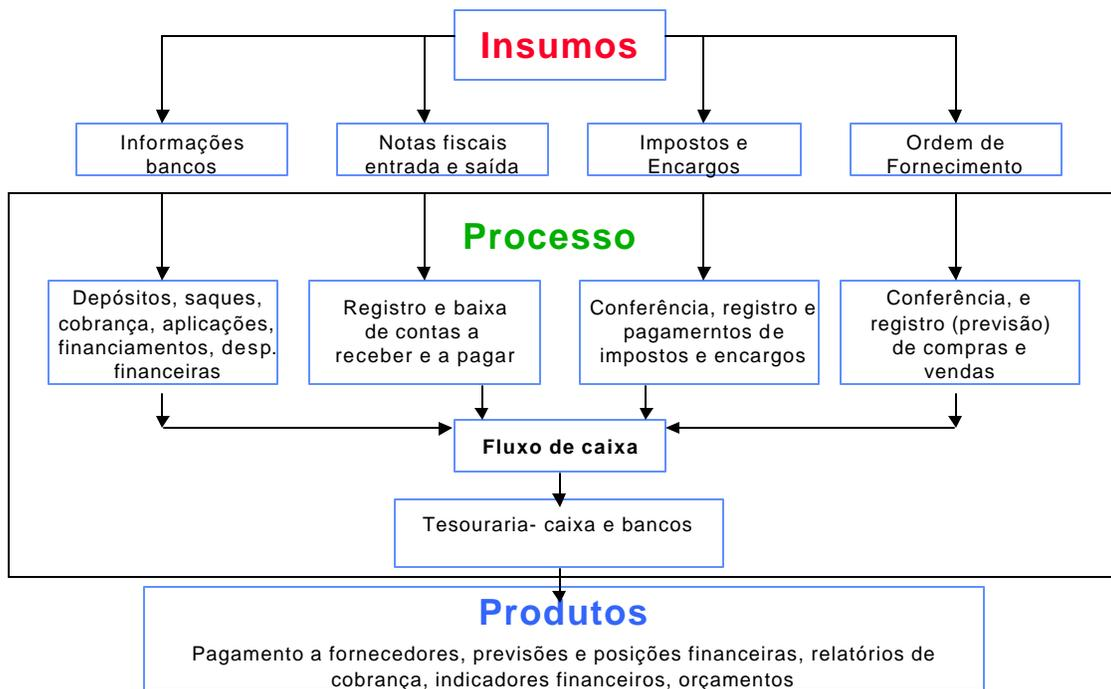 Insumos
Informações
bancos
Notas fiscais
entrada e saída
Impostos e
Encargos
Ordem de
Fornecimento
Processo
Depósitos, saques,
cobrança, aplicações,
financiamentos, desp.
financeiras
Registro e baixa
de contas a
receber e a pagar
Conferência, registro e
pagamerntos de
impostos e encargos
Conferência, e
registro (previsão)
de compras e
vendas
Fluxo de caixa
Tesouraria- caixa e bancos
Produtos
Pagamento a fornecedores, previsões e posições financeiras, relatórios de
cobrança, indicadores financeiros, orçamentos